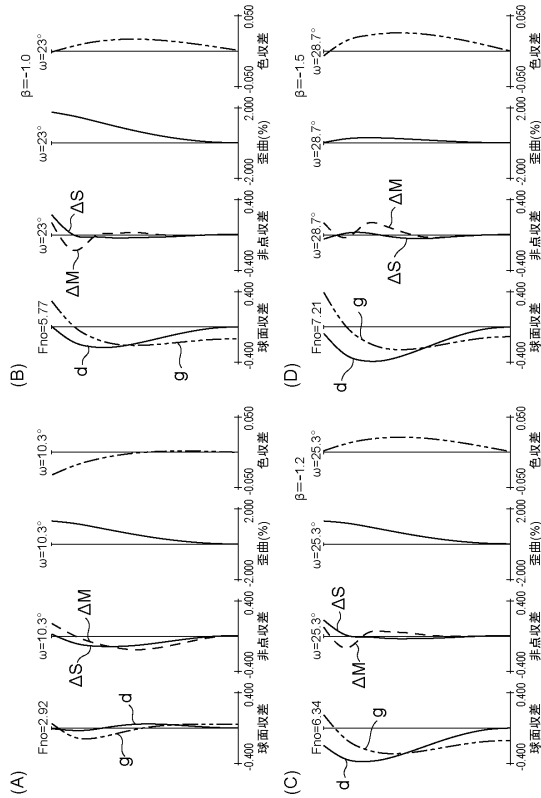 (A)
Fno=2.92
ω=10.3°
ω=10.3°
ω=10.3°
g
d
ΔS
ΔM
-0.400 0.400
球面収差
-0.400 0.400
非点収差
-2.000 2.000
歪曲(%)
-0.050 0.050
色収差
(B)
β=-1.0
Fno=5.77
ω=23°
ω=23°
ω=23°
d
g
ΔM
ΔS
-0.400 0.400
球面収差
-0.400 0.400
非点収差
-2.000 2.000
歪曲(%)
-0.050 0.050
色収差
(C)
β=-1.2
Fno=6.34
ω=25.3°
ω=25.3°
ω=25.3°
d
g
ΔM
ΔS
-0.400 0.400
球面収差
-0.400 0.400
非点収差
-2.000 2.000
歪曲(%)
-0.050 0.050
色収差
(D)
β=-1.5
Fno=7.21
ω=28.7°
ω=28.7°
ω=28.7°
d
g
ΔS
ΔM
-0.400 0.400
球面収差
-0.400 0.400
非点収差
-2.000 2.000
歪曲(%)
-0.050 0.050
色収差